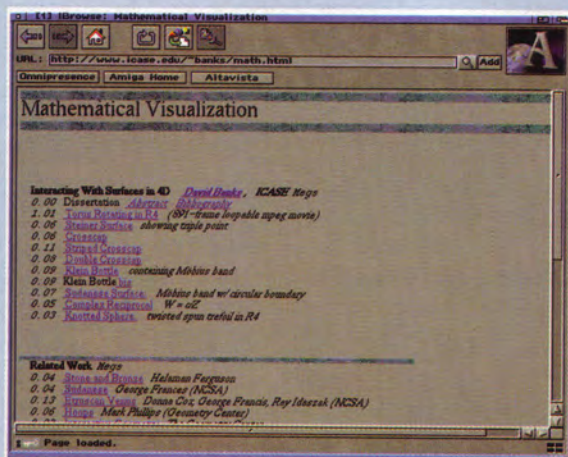 [1] IBrowse: Mathematical Visualization
URL: http://www.icase.edu/~banks/math.html
Add
A
Omnipresence Amiga Home Altavista
Mathematical Visualization
Interacting With Surfaces in 4D David Banks, ICASE Megs
0.00 Dissertation Abstract Bibliography
1.01 Torus Rotating in R4 (891-frame loopable mpeg movie)
0.06 Steiner Surface showing triple point
0.06 Crosscap
0.11 Striped Crosscap
0.08 Double Crosscap
0.09 Klein Bottle containing Möbius band
0.09 Klein Bottle big
0.07 Sudanese Surface. Möbius band w/ circular boundary
0.05 Complex Reciprocal
0.03 Knotted Sphere. twisted spun trefoil in R4
Related Work Megs
0.04 Stone and Bronze Helaman Ferguson
0.04 Sudanese George Francis (NCSA)
0.13 Etruscan Venus Donna Cox, George Francis, Ray Idaszak (NCSA)
0.06 Hoops Mark Phillips (Geometry Center)
Page loaded.